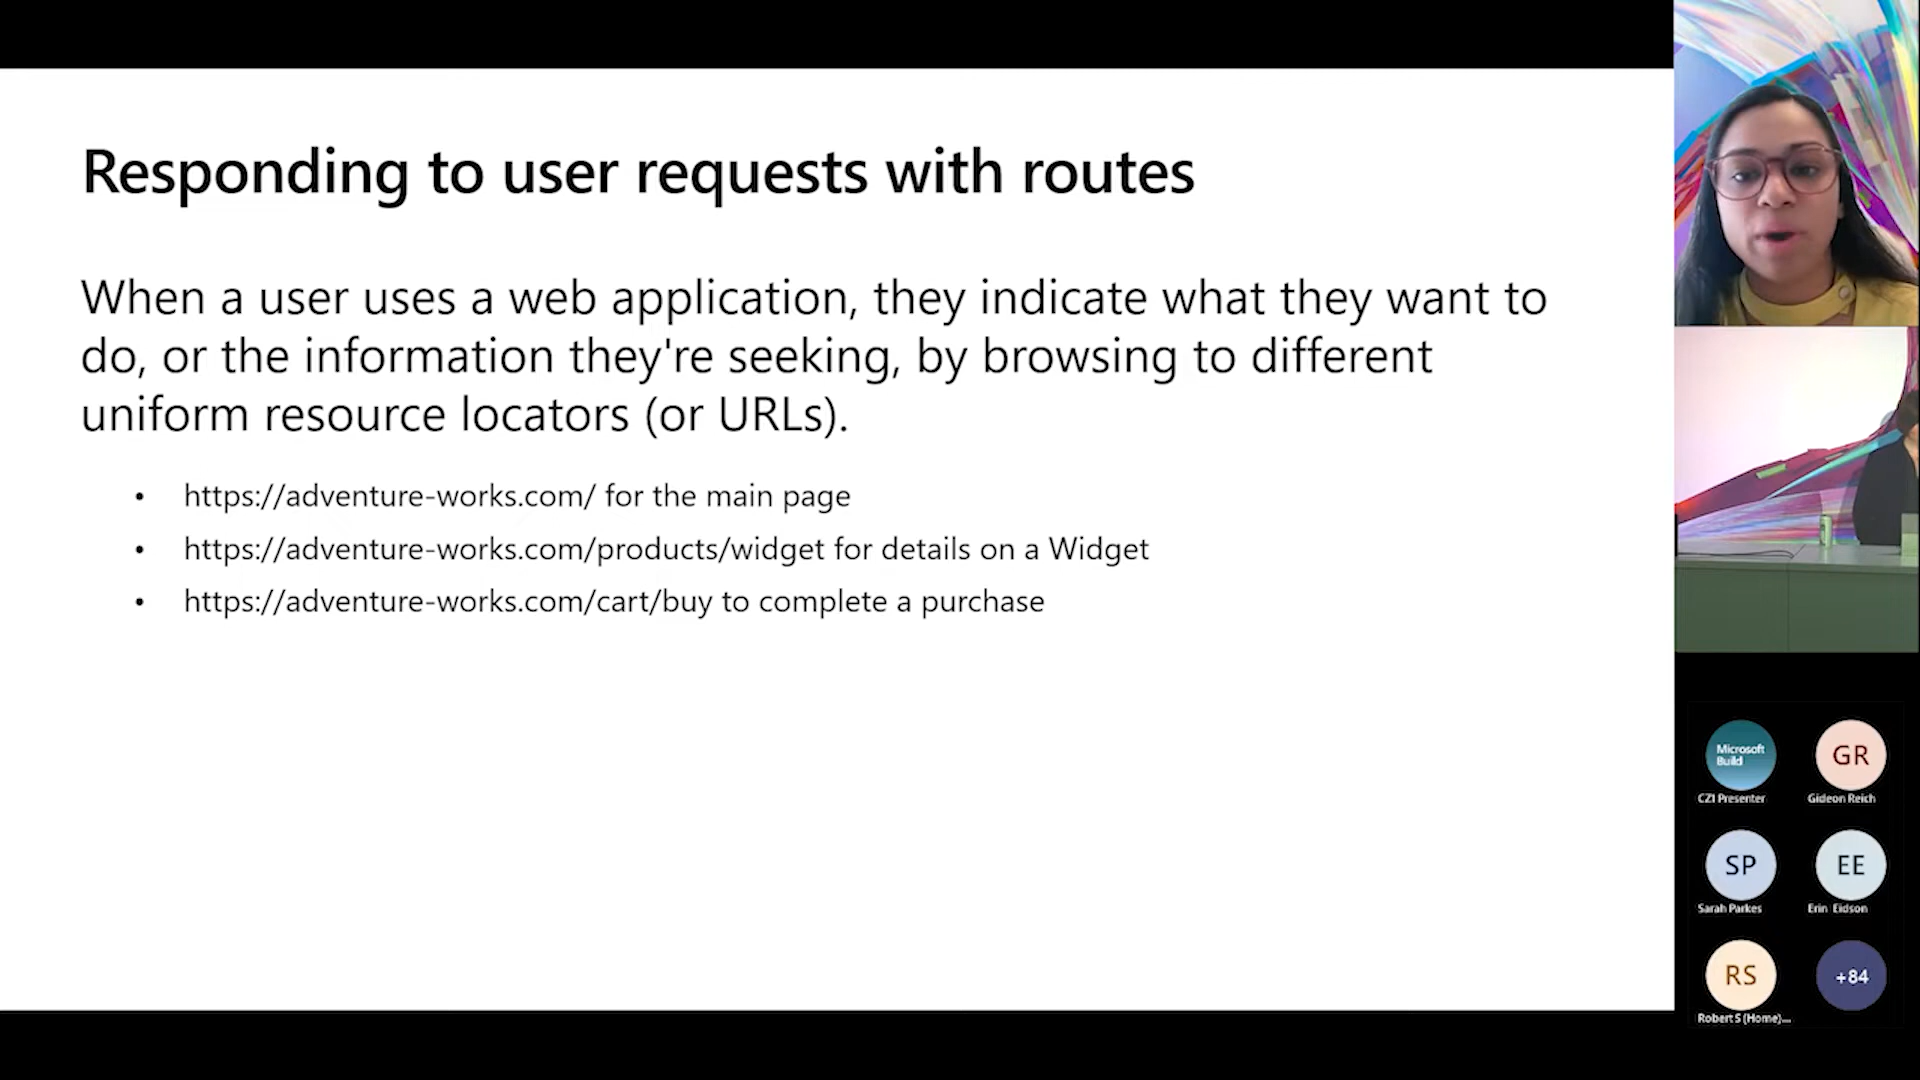 Responding to user requests with routes
When a user uses a web application, they indicate what they want to
do, or the information they're seeking, by browsing to different
uniform resource locators (or URLs).
• https://adventure-works.com/ for the main page
• https://adventure-works.com/products/widget for details on a Widget
• https://adventure-works.com/cart/buy to complete a purchase
Microsoft
Build
CZI Presenter
GR
Gideon Reich
SP
Sarah Parkes
EE
Erin Eidson
RS
Robert S (Home)...
+84